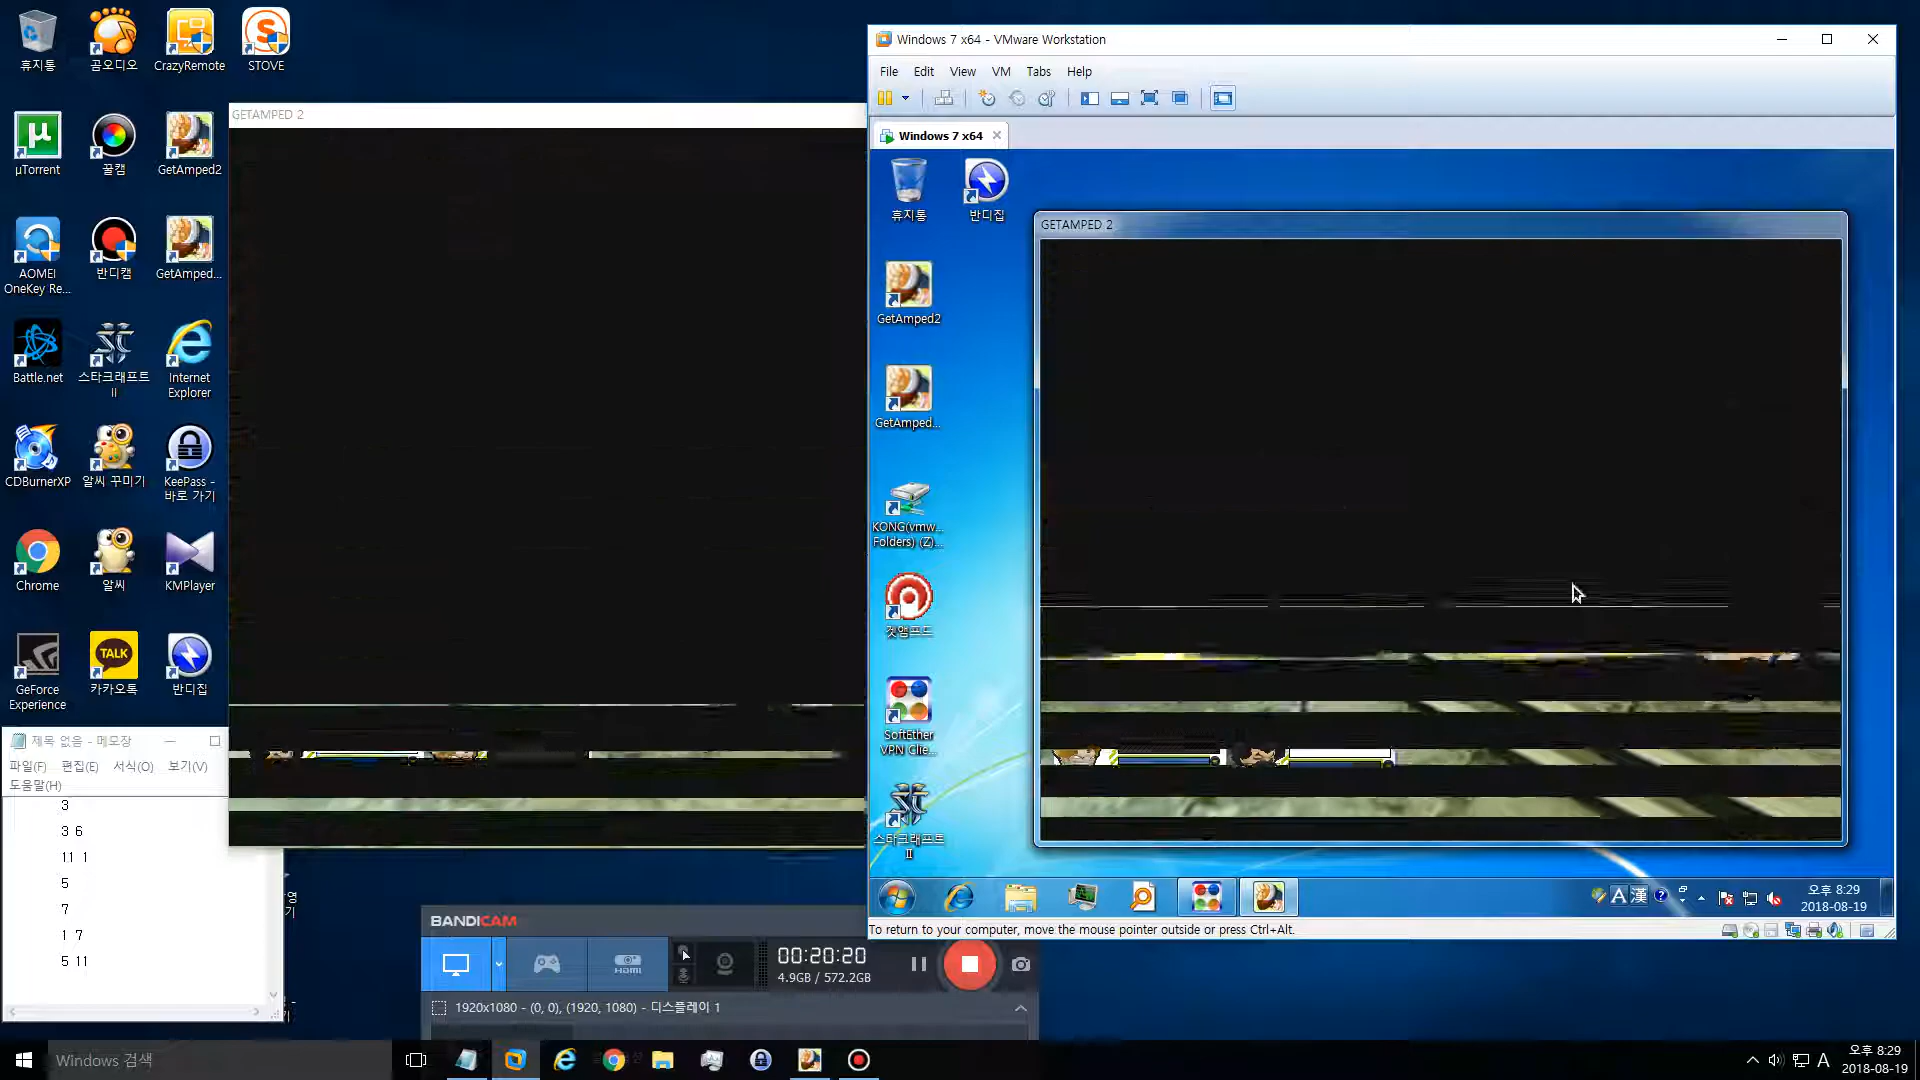 휴지통
곰오디오
CrazyRemote
STOVE
µTorrent
꿀캠
GetAmped2
AOMEI
OneKey Re...
반디캠
GetAmped...
Battle.net
스타크래프트
II
Internet
Explorer
CDBurnerXP
알씨 꾸미기
KeePass -
바로 가기
Chrome
알씨
KMPlayer
GeForce
Experience
TALK
카카오톡
반디집
GETAMPED 2
제목 없음 - 메모장
파일(F) 편집(E) 서식(O) 보기(V)
도움말(H)
3
3 6
11 1
5
7
1 7
5 11
Windows 7 x64 - VMware Workstation
File Edit View VM Tabs Help
Windows 7 x64
휴지통
반디집
GetAmped2
GetAmped...
KONG(vmw...
Folders) (Z)...
겟앰프드
SoftEther
VPN Clie...
스타크래프트
II
GETAMPED 2
A 漢
오후 8:29
2018-08-19
To return to your computer, move the mouse pointer outside or press Ctrl+Alt.
BANDICAM
HDMI
00:20:20
4.9GB / 572.2GB
1920x1080 - (0, 0), (1920, 1080) - 디스플레이 1
Windows 검색
A
오후 8:29
2018-08-19